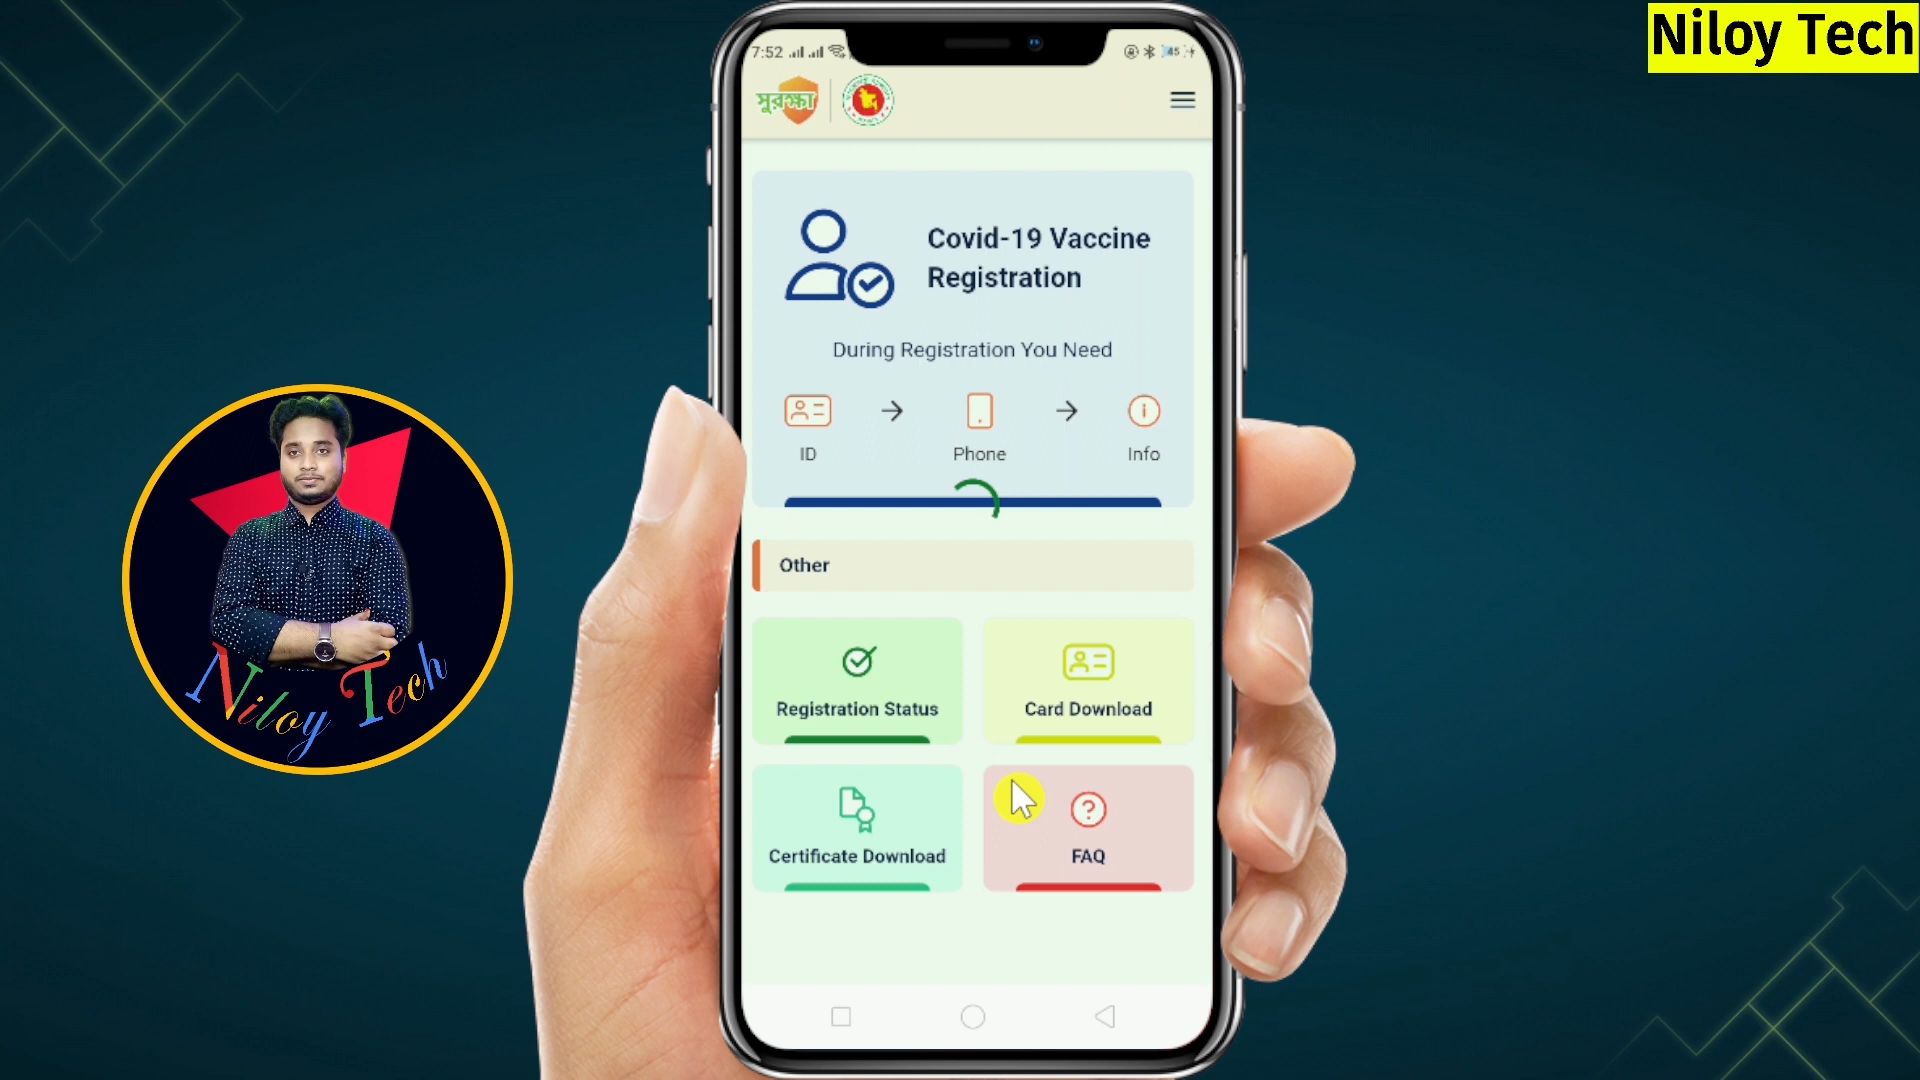 Niloy Tech
7:52
45
সুরক্ষা
Covid-19 Vaccine
Registration
During Registration You Need
ID
Phone
Info
Other
Registration Status
Card Download
Certificate Download
FAQ
Niloy Tech